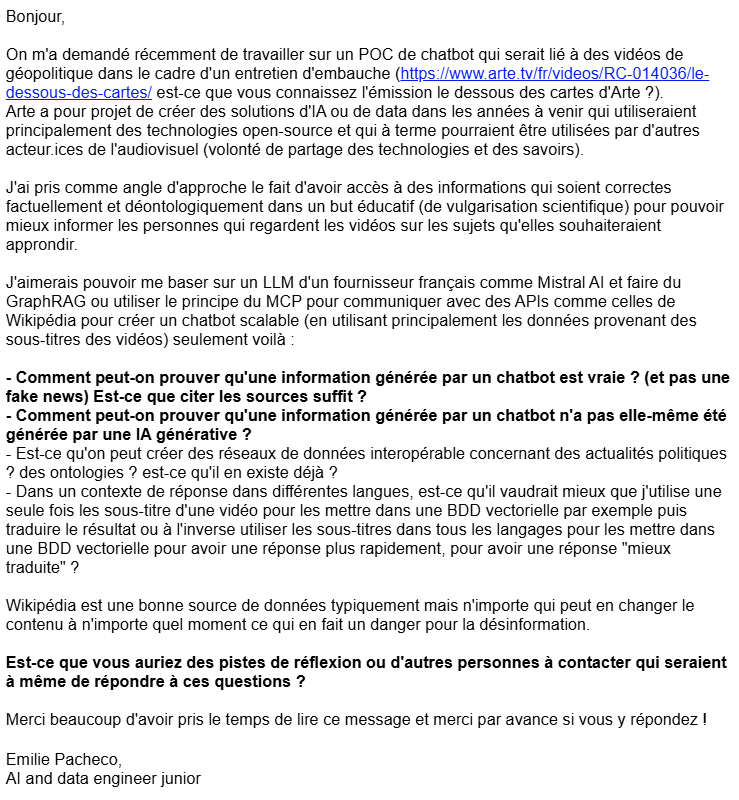 Bonjour,
On m'a demandé récemment de travailler sur un POC de chatbot qui serait lié à des vidéos de
géopolitique dans le cadre d'un entretien d'embauche (https://www.arte.tv/fr/videos/RC-014036/le-
dessous-des-cartes/ est-ce que vous connaissez l'émission le dessous des cartes d'Arte ?).
Arte a pour projet de créer des solutions d'IA ou de data dans les années à venir qui utiliseraient
principalement des technologies open-source et qui à terme pourraient être utilisées par d'autres
acteur.ices de l'audiovisuel (volonté de partage des technologies et des savoirs).
J'ai pris comme angle d'approche le fait d'avoir accès à des informations qui soient correctes
factuellement et déontologiquement dans un but éducatif (de vulgarisation scientifique) pour pouvoir
mieux informer les personnes qui regardent les vidéos sur les sujets qu'elles souhaiteraient
approndir.
J'aimerais pouvoir me baser sur un LLM d'un fournisseur français comme Mistral AI et faire du
GraphRAG ou utiliser le principe du MCP pour communiquer avec des APIs comme celles de
Wikipédia pour créer un chatbot scalable (en utilisant principalement les données provenant des
sous-titres des vidéos) seulement voilà :
- Comment peut-on prouver qu'une information générée par un chatbot est vraie ? (et pas une
fake news) Est-ce que citer les sources suffit ?
- Comment peut-on prouver qu'une information générée par un chatbot n'a pas elle-même été
générée par une IA générative ?
- Est-ce qu'on peut créer des réseaux de données interopérable concernant des actualités politiques
? des ontologies ? est-ce qu'il en existe déjà ?
- Dans un contexte de réponse dans différentes langues, est-ce qu'il vaudrait mieux que j'utilise une
seule fois les sous-titre d'une vidéo pour les mettre dans une BDD vectorielle par exemple puis
traduire le résultat ou à l'inverse utiliser les sous-titres dans tous les langages pour les mettre dans
une BDD vectorielle pour avoir une réponse plus rapidement, pour avoir une réponse "mieux
traduite" ?
Wikipédia est une bonne source de données typiquement mais n'importe qui peut en changer le
contenu à n'importe quel moment ce qui en fait un danger pour la désinformation.
Est-ce que vous auriez des pistes de réflexion ou d'autres personnes à contacter qui seraient
à même de répondre à ces questions ?
Merci beaucoup d'avoir pris le temps de lire ce message et merci par avance si vous y répondez !
Emilie Pacheco,
AI and data engineer junior